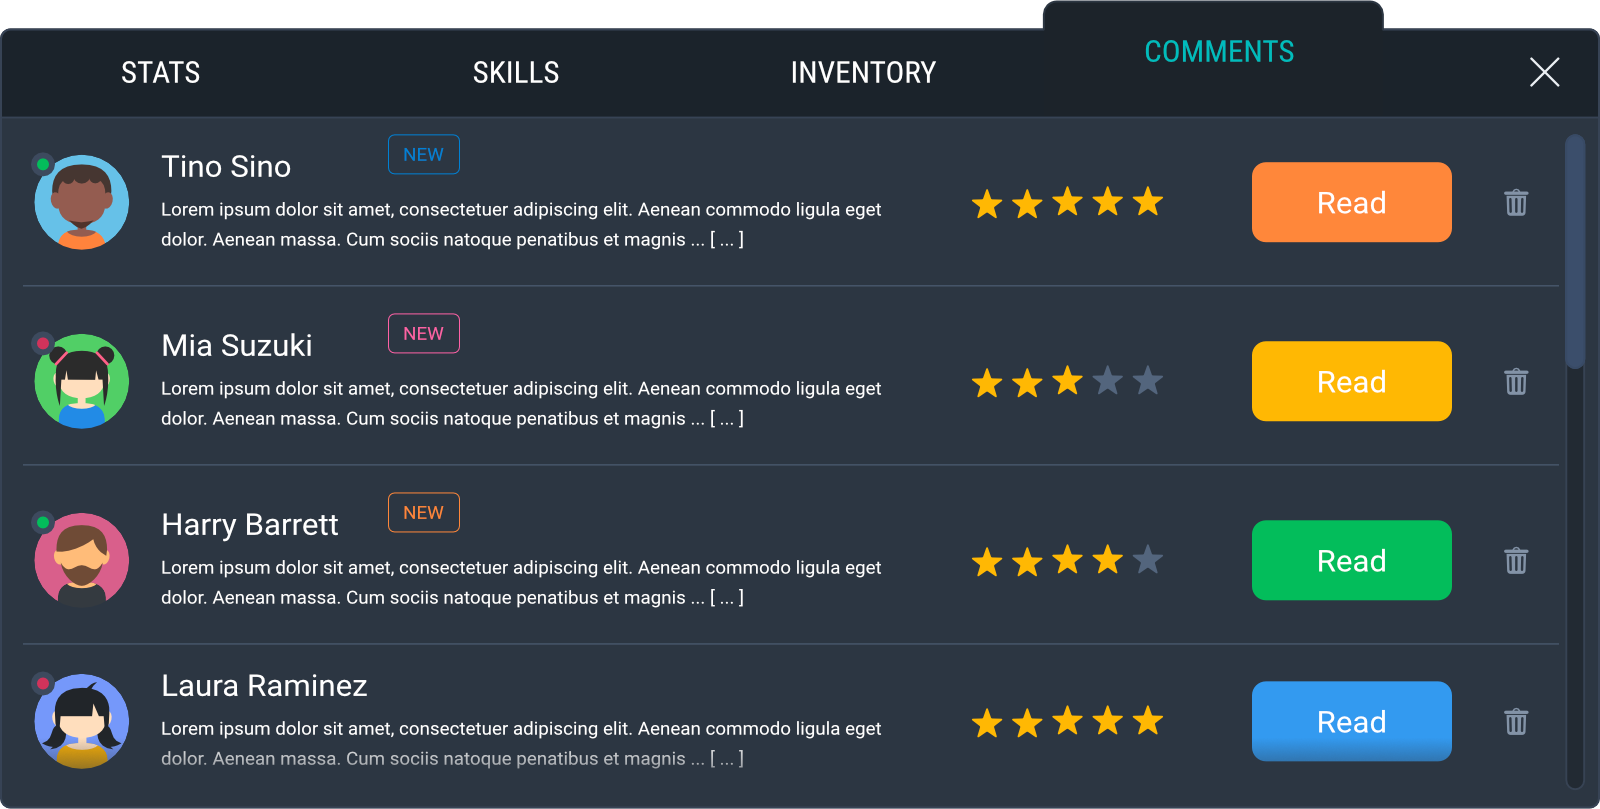 STATS SKILLS INVENTORY COMMENTS
Tino Sino NEW
Lorem ipsum dolor sit amet, consectetuer adipiscing elit. Aenean commodo ligula eget
dolor. Aenean massa. Cum sociis natoque penatibus et magnis ... [ ... ]
Read
Mia Suzuki NEW
Lorem ipsum dolor sit amet, consectetuer adipiscing elit. Aenean commodo ligula eget
dolor. Aenean massa. Cum sociis natoque penatibus et magnis ... [ ... ]
Read
Harry Barrett NEW
Lorem ipsum dolor sit amet, consectetuer adipiscing elit. Aenean commodo ligula eget
dolor. Aenean massa. Cum sociis natoque penatibus et magnis ... [ ... ]
Read
Laura Raminez
Lorem ipsum dolor sit amet, consectetuer adipiscing elit. Aenean commodo ligula eget
dolor. Aenean massa. Cum sociis natoque penatibus et magnis ... [ ... ]
Read